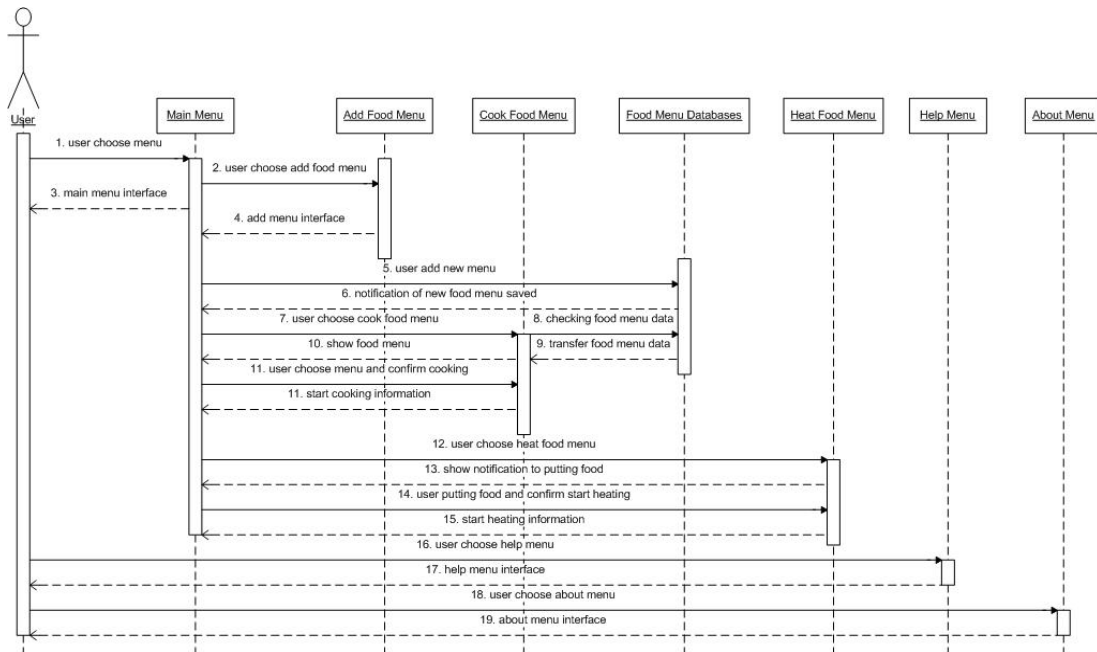 User
Main Menu
Add Food Menu
Cook Food Menu
Food Menu Databases
Heat Food Menu
Help Menu
About Menu
1. user choose menu
2. user choose add food menu
3. main menu interface
4. add menu interface
5. user add new menu
6. notification of new food menu saved
7. user choose cook food menu
8. checking food menu data
10. show food menu
9. transfer food menu data
11. user choose menu and confirm cooking
11. start cooking information
12. user choose heat food menu
13. show notification to putting food
14. user putting food and confirm start heating
15. start heating information
16. user choose help menu
17. help menu interface
18. user choose about menu
19. about menu interface